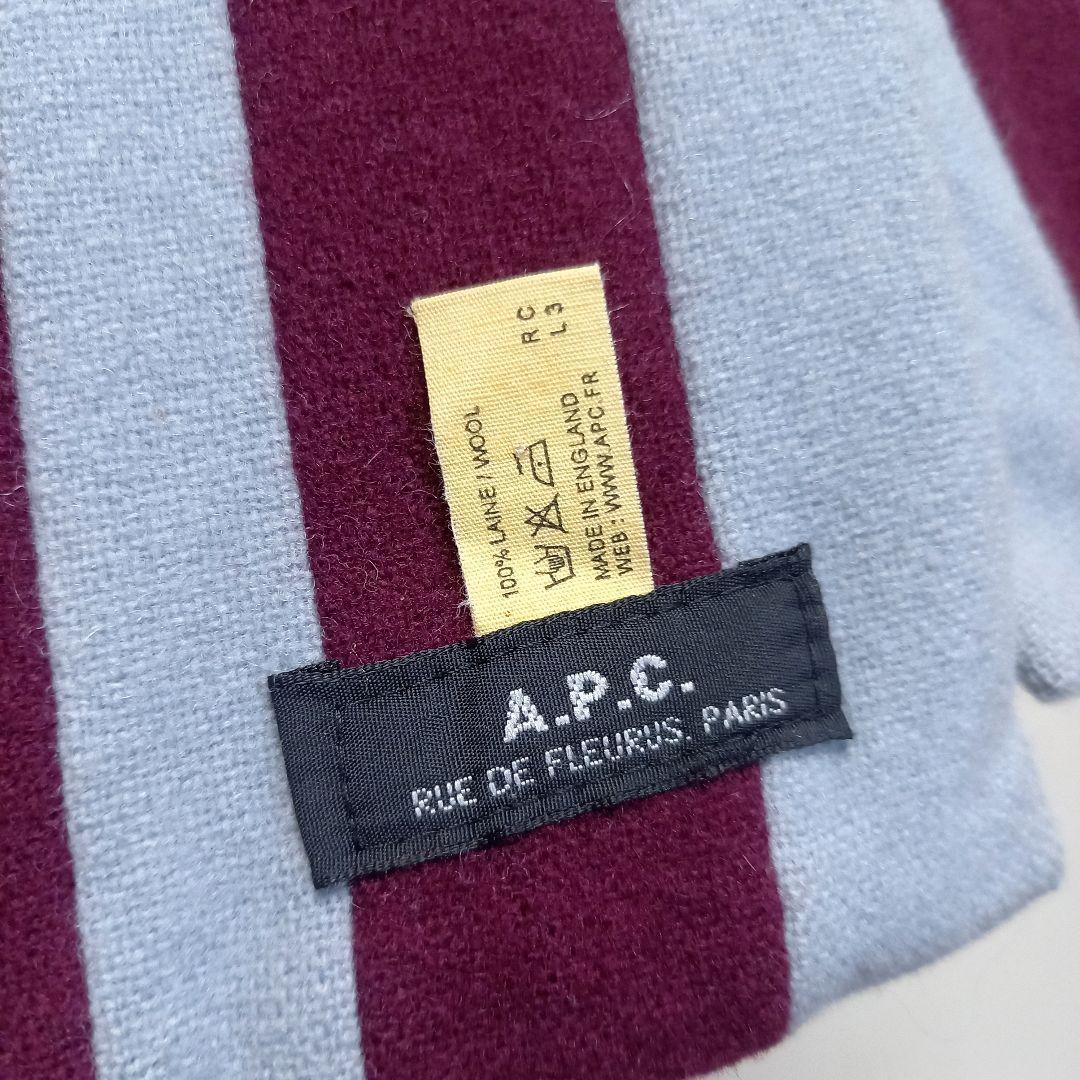 100% LAINE / WOOL
MADE IN ENGLAND
WEB : WWW.APC.FR
R C
L 3
A.P.C.
RUE DE FLEURUS, PARIS